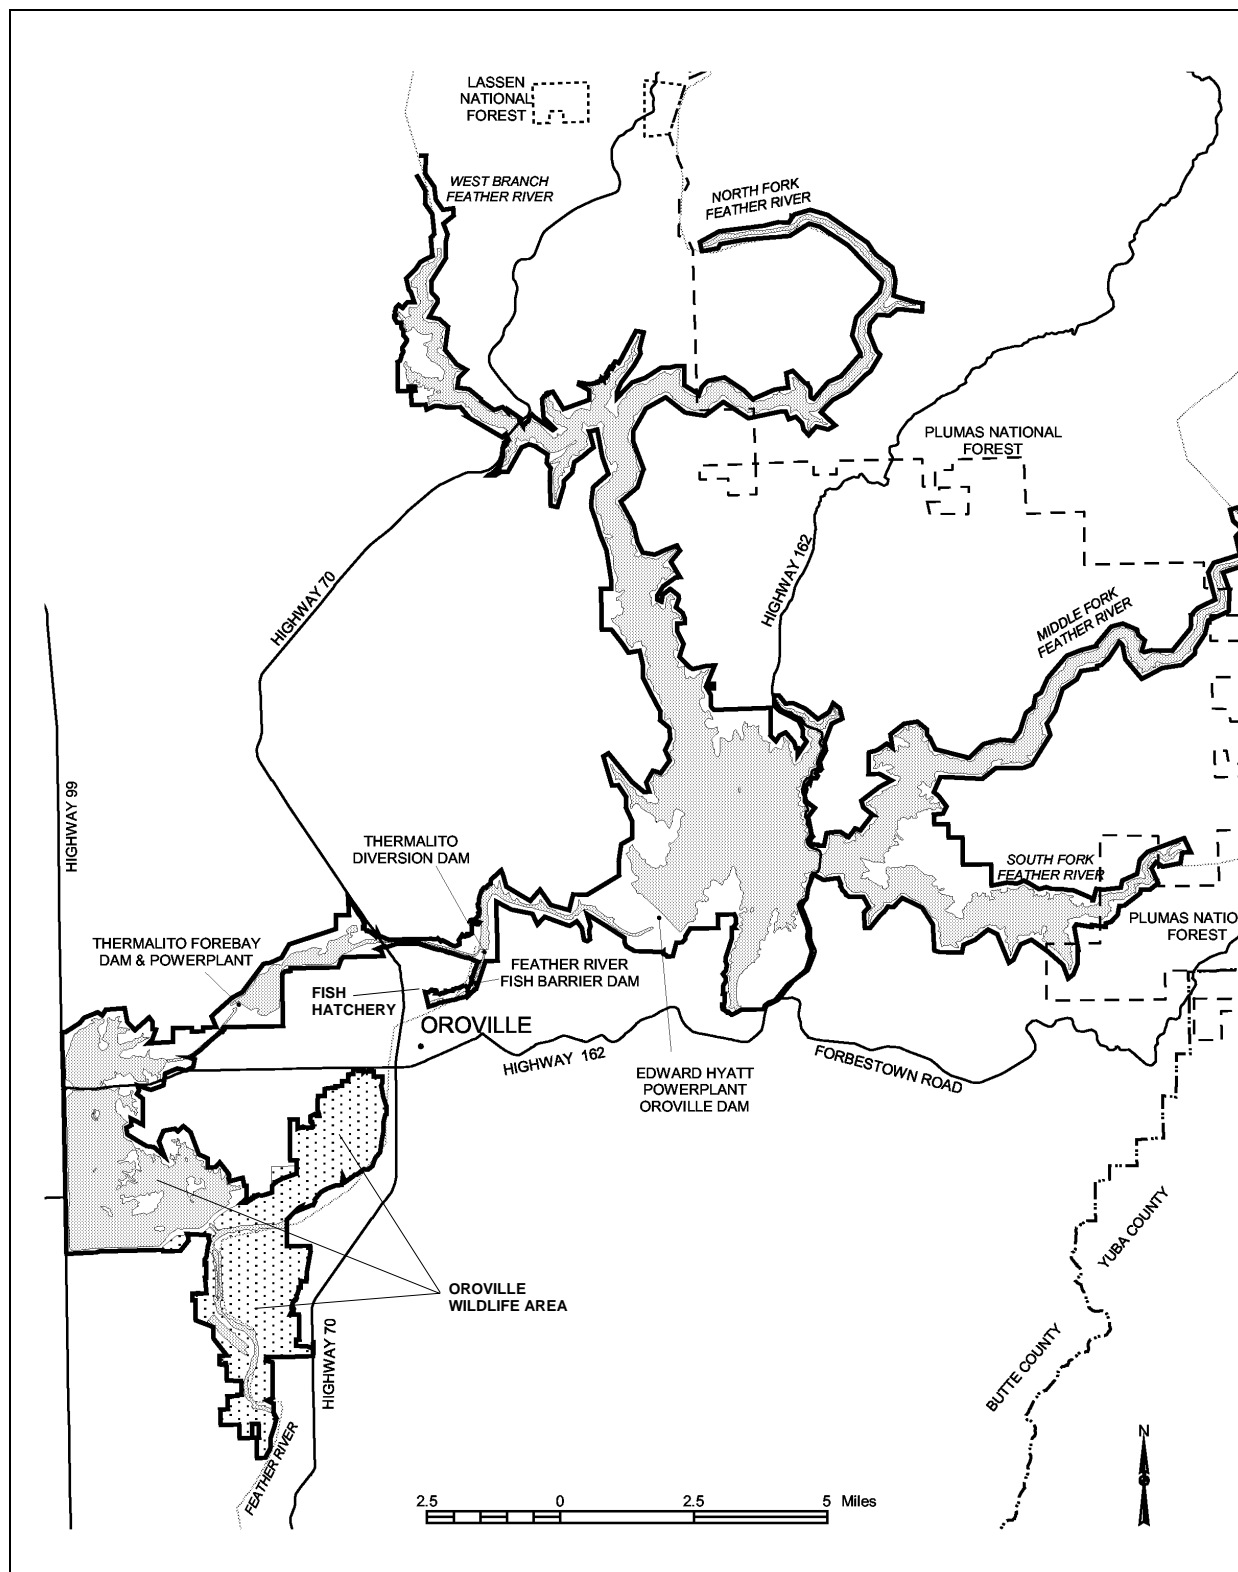 LASSEN
NATIONAL
FOREST
WEST BRANCH
FEATHER RIVER
NORTH FORK
FEATHER RIVER
PLUMAS NATIONAL
FOREST
HIGHWAY 70
HIGHWAY 162
MIDDLE FORK
FEATHER RIVER
HIGHWAY 99
THERMALITO
DIVERSION DAM
SOUTH FORK
FEATHER RIVER
PLUMAS NATIO
FOREST
THERMALITO FOREBAY
DAM & POWERPLANT
FEATHER RIVER
FISH BARRIER DAM
FISH
HATCHERY
OROVILLE
HIGHWAY 162
FORBESTOWN ROAD
EDWARD HYATT
POWERPLANT
OROVILLE DAM
YUBA COUNTY
OROVILLE
WILDLIFE AREA
HIGHWAY 70
BUTTE COUNTY
FEATHER RIVER
N
2.5 0 2.5 5 Miles